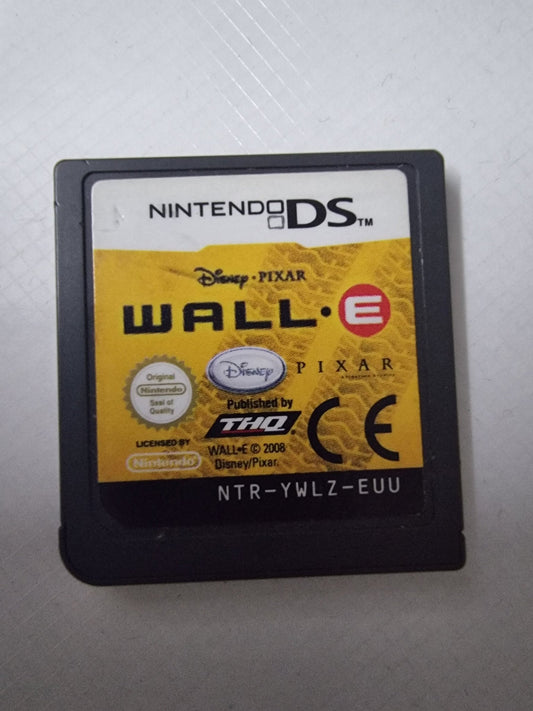 NINTENDO DS™
Disney • PIXAR
WALL•E
Disney
PIXAR
Original
Nintendo
Seal of
Quality
Published by
THQ
CE
LICENSED BY
Nintendo
WALL•E © 2008
Disney/Pixar.
NTR-YWLZ-EUU